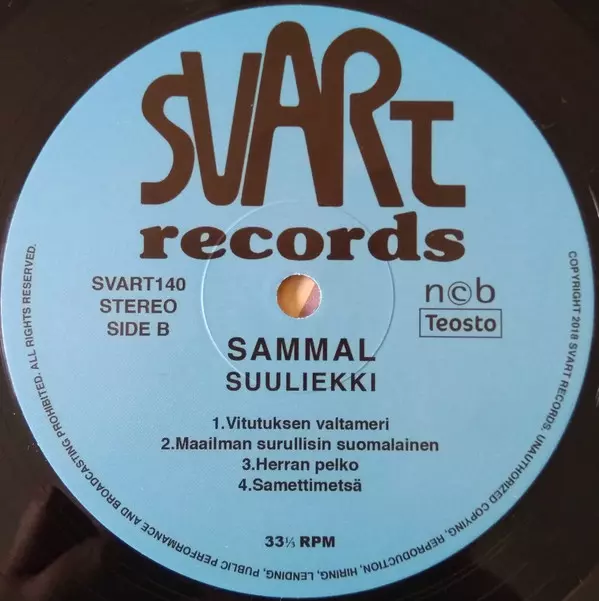 SVART
records
SVART140
STEREO
SIDE B
ncb
Teosto
SAMMAL
SUULIEKKI
1.Vitutuksen valtameri
2.Maailman surullisin suomalainen
3.Herran pelko
4.Samettimetsä
33⅓ RPM
COPYRIGHT 2018 SVART RECORDS. UNAUTHORIZED COPYING, REPRODUCTION, HIRING, LENDING, PUBLIC PERFORMANCE AND BROADCASTING PROHIBITED. ALL RIGHTS RESERVED.